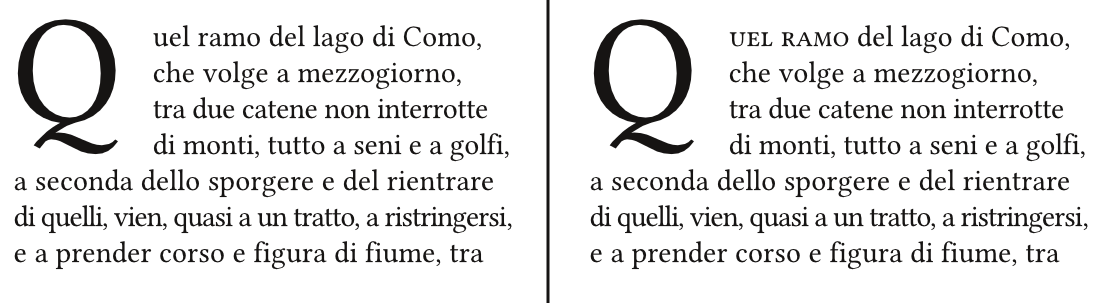 Quel ramo del lago di Como,
che volge a mezzogiorno,
tra due catene non interrotte
di monti, tutto a seni e a golfi,
a seconda dello sporgere e del rientrare
di quelli, vien, quasi a un tratto, a ristringersi,
e a prender corso e figura di fiume, tra
QUEL RAMO del lago di Como,
che volge a mezzogiorno,
tra due catene non interrotte
di monti, tutto a seni e a golfi,
a seconda dello sporgere e del rientrare
di quelli, vien, quasi a un tratto, a ristringersi,
e a prender corso e figura di fiume, tra